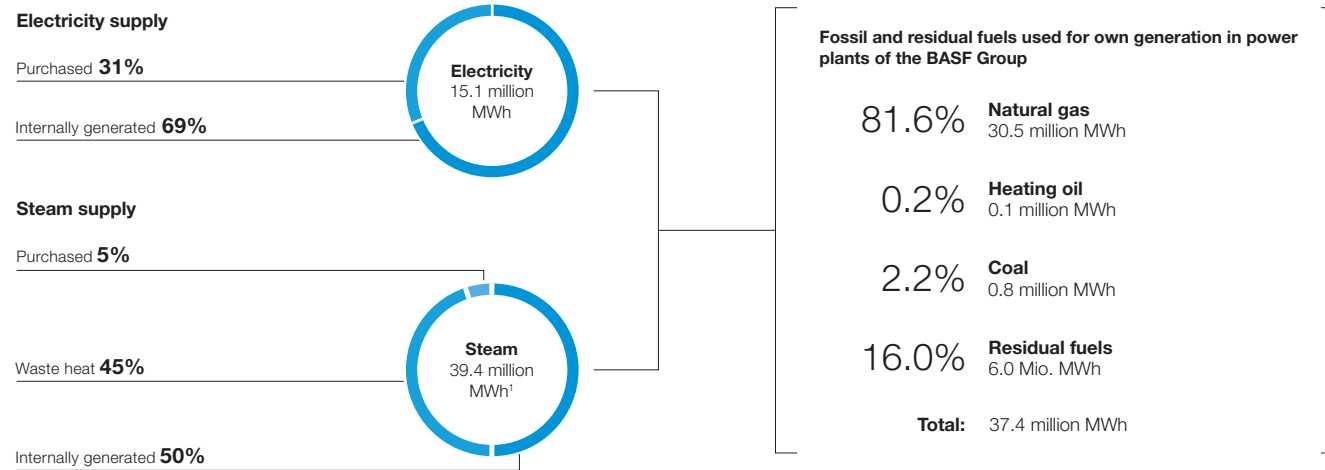 Electricity supply
Purchased 31%
Internally generated 69%
Electricity
15.1 million
MWh
Steam supply
Purchased 5%
Waste heat 45%
Internally generated 50%
Steam
39.4 million
MWh¹
Fossil and residual fuels used for own generation in power
plants of the BASF Group
81.6% Natural gas
30.5 million MWh
0.2% Heating oil
0.1 million MWh
2.2% Coal
0.8 million MWh
16.0% Residual fuels
6.0 Mio. MWh
Total: 37.4 million MWh